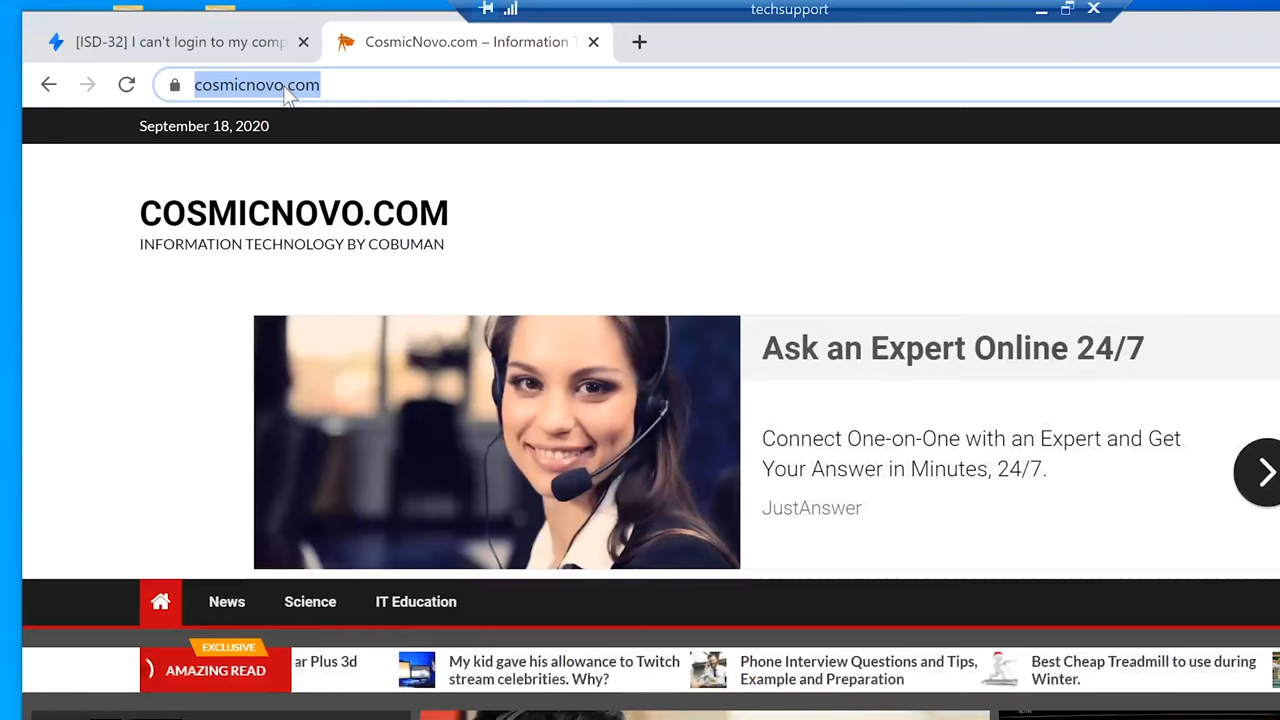 techsupport
[ISD-32] I can't login to my comp
CosmicNovo.com – Information T
cosmicnovo.com
September 18, 2020
COSMICNOVO.COM
INFORMATION TECHNOLOGY BY COBUMAN
Ask an Expert Online 24/7
Connect One-on-One with an Expert and Get
Your Answer in Minutes, 24/7.
JustAnswer
News Science IT Education
EXCLUSIVE
AMAZING READ
ar Plus 3d
My kid gave his allowance to Twitch
stream celebrities. Why?
Phone Interview Questions and Tips,
Example and Preparation
Best Cheap Treadmill to use during
Winter.